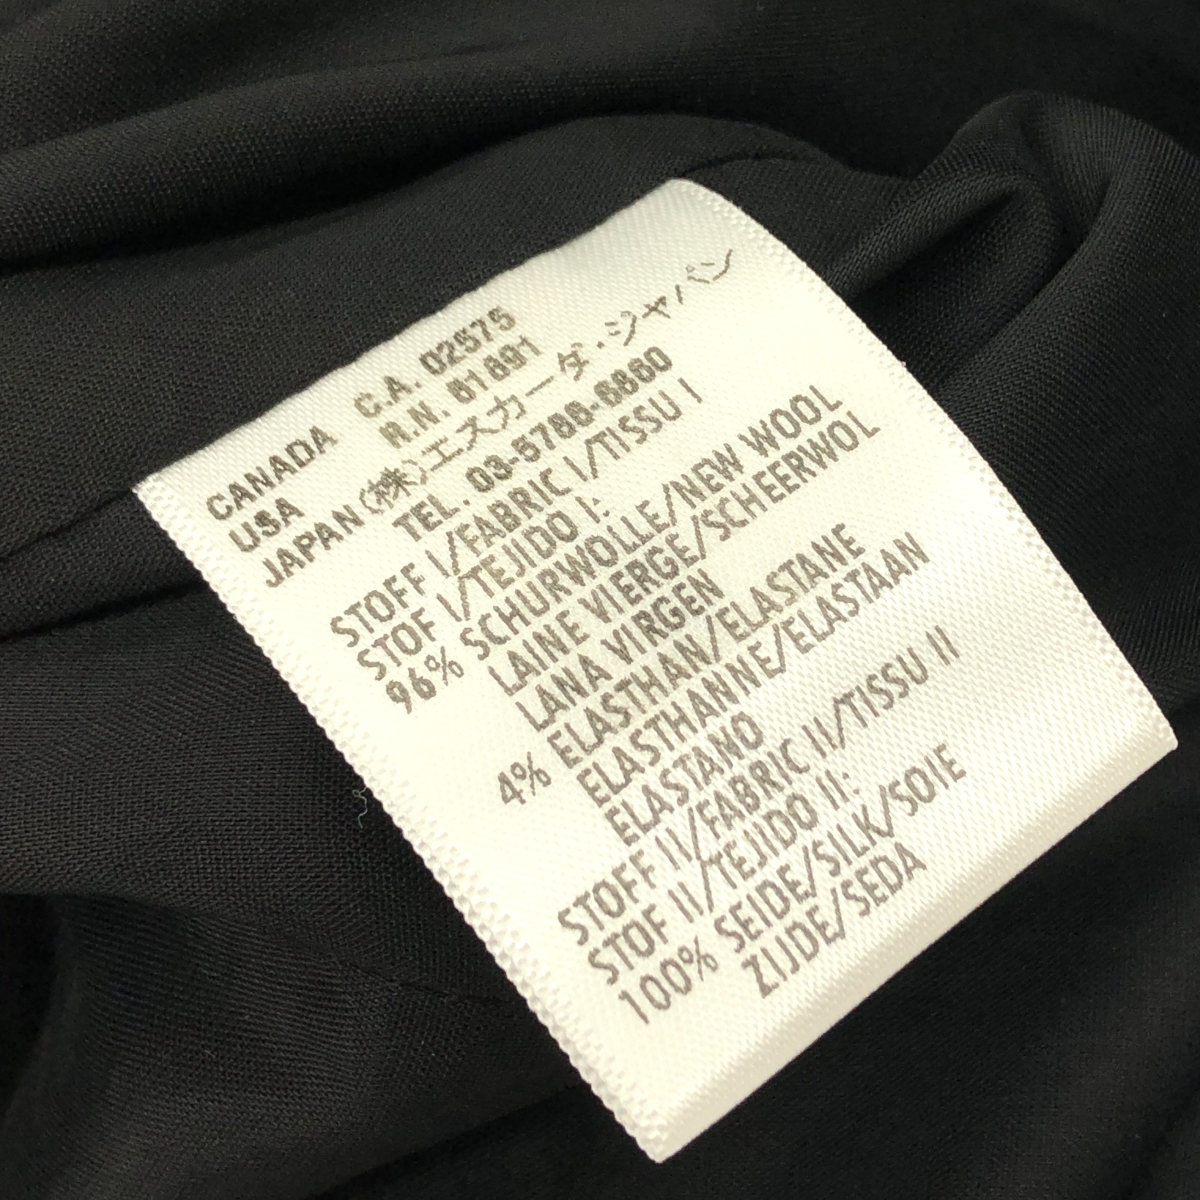 CANADA C.A. 02575
USA R.N. 81891
JAPAN (株)エスカーダ・ジャパン
TEL. 03-5786-6660
STOFF I/FABRIC I/TISSU I
STOF I/TEJIDO I:
96% SCHURWOLLE/NEW WOOL
LAINE VIERGE/SCHEERWOL
LANA VIRGEN
4% ELASTHAN/ELASTANE
ELASTHANNE/ELASTAAN
ELASTANO
STOFF II/FABRIC II/TISSU II
STOF II/TEJIDO II:
100% SEIDE/SILK/SOIE
ZIJDE/SEDA